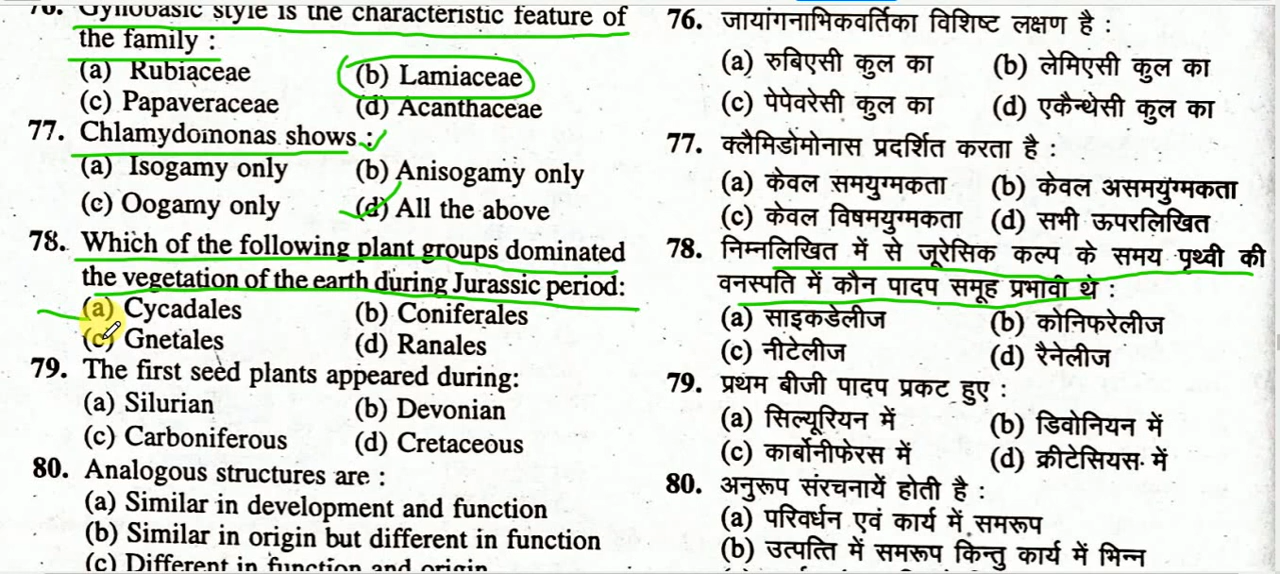 76. Gynobasic style is the characteristic feature of
the family :
(a) Rubiaceae (b) Lamiaceae
(c) Papaveraceae (d) Acanthaceae
77. Chlamydomonas shows :
(a) Isogamy only (b) Anisogamy only
(c) Oogamy only (d) All the above
78. Which of the following plant groups dominated
the vegetation of the earth during Jurassic period:
(a) Cycadales (b) Coniferales
(c) Gnetales (d) Ranales
79. The first seed plants appeared during:
(a) Silurian (b) Devonian
(c) Carboniferous (d) Cretaceous
80. Analogous structures are :
(a) Similar in development and function
(b) Similar in origin but different in function
(c) Different in function and origin
76. जायांगनाभिकवर्तिका विशिष्ट लक्षण है :
(a) रुबिएसी कुल का (b) लेमिएसी कुल का
(c) पेपेवरेसी कुल का (d) एकैन्थेसी कुल का
77. क्लैमिडोमोनास प्रदर्शित करता है :
(a) केवल समयुग्मकता (b) केवल असमयुग्मकता
(c) केवल विषमयुग्मकता (d) सभी ऊपरलिखित
78. निम्नलिखित में से जूरेसिक कल्प के समय पृथ्वी की
वनस्पति में कौन पादप समूह प्रभावी थे :
(a) साइकडेलीज (b) कोनिफरेलीज
(c) नीटेलीज (d) रैनेलीज
79. प्रथम बीजी पादप प्रकट हुए :
(a) सिल्यूरियन में (b) डिवोनियन में
(c) कार्बोनीफेरस में (d) क्रीटेसियस में
80. अनुरूप संरचनायें होती है :
(a) परिवर्धन एवं कार्य में समरूप
(b) उत्पत्ति में समरूप किन्तु कार्य में भिन्न